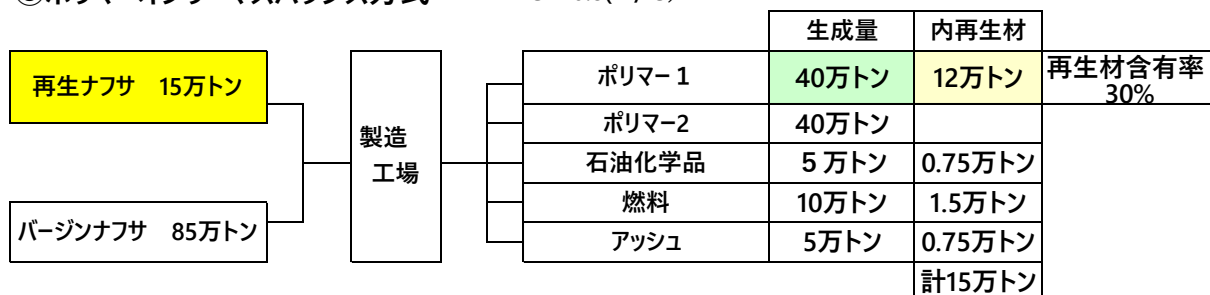 生成量 内再生材
再生ナフサ 15万トン
ポリマー1 40万トン 12万トン 再生材含有率
30%
ポリマー2 40万トン
製造
工場
石油化学品 5万トン 0.75万トン
燃料 10万トン 1.5万トン
バージンナフサ 85万トン
アッシュ 5万トン 0.75万トン
計15万トン